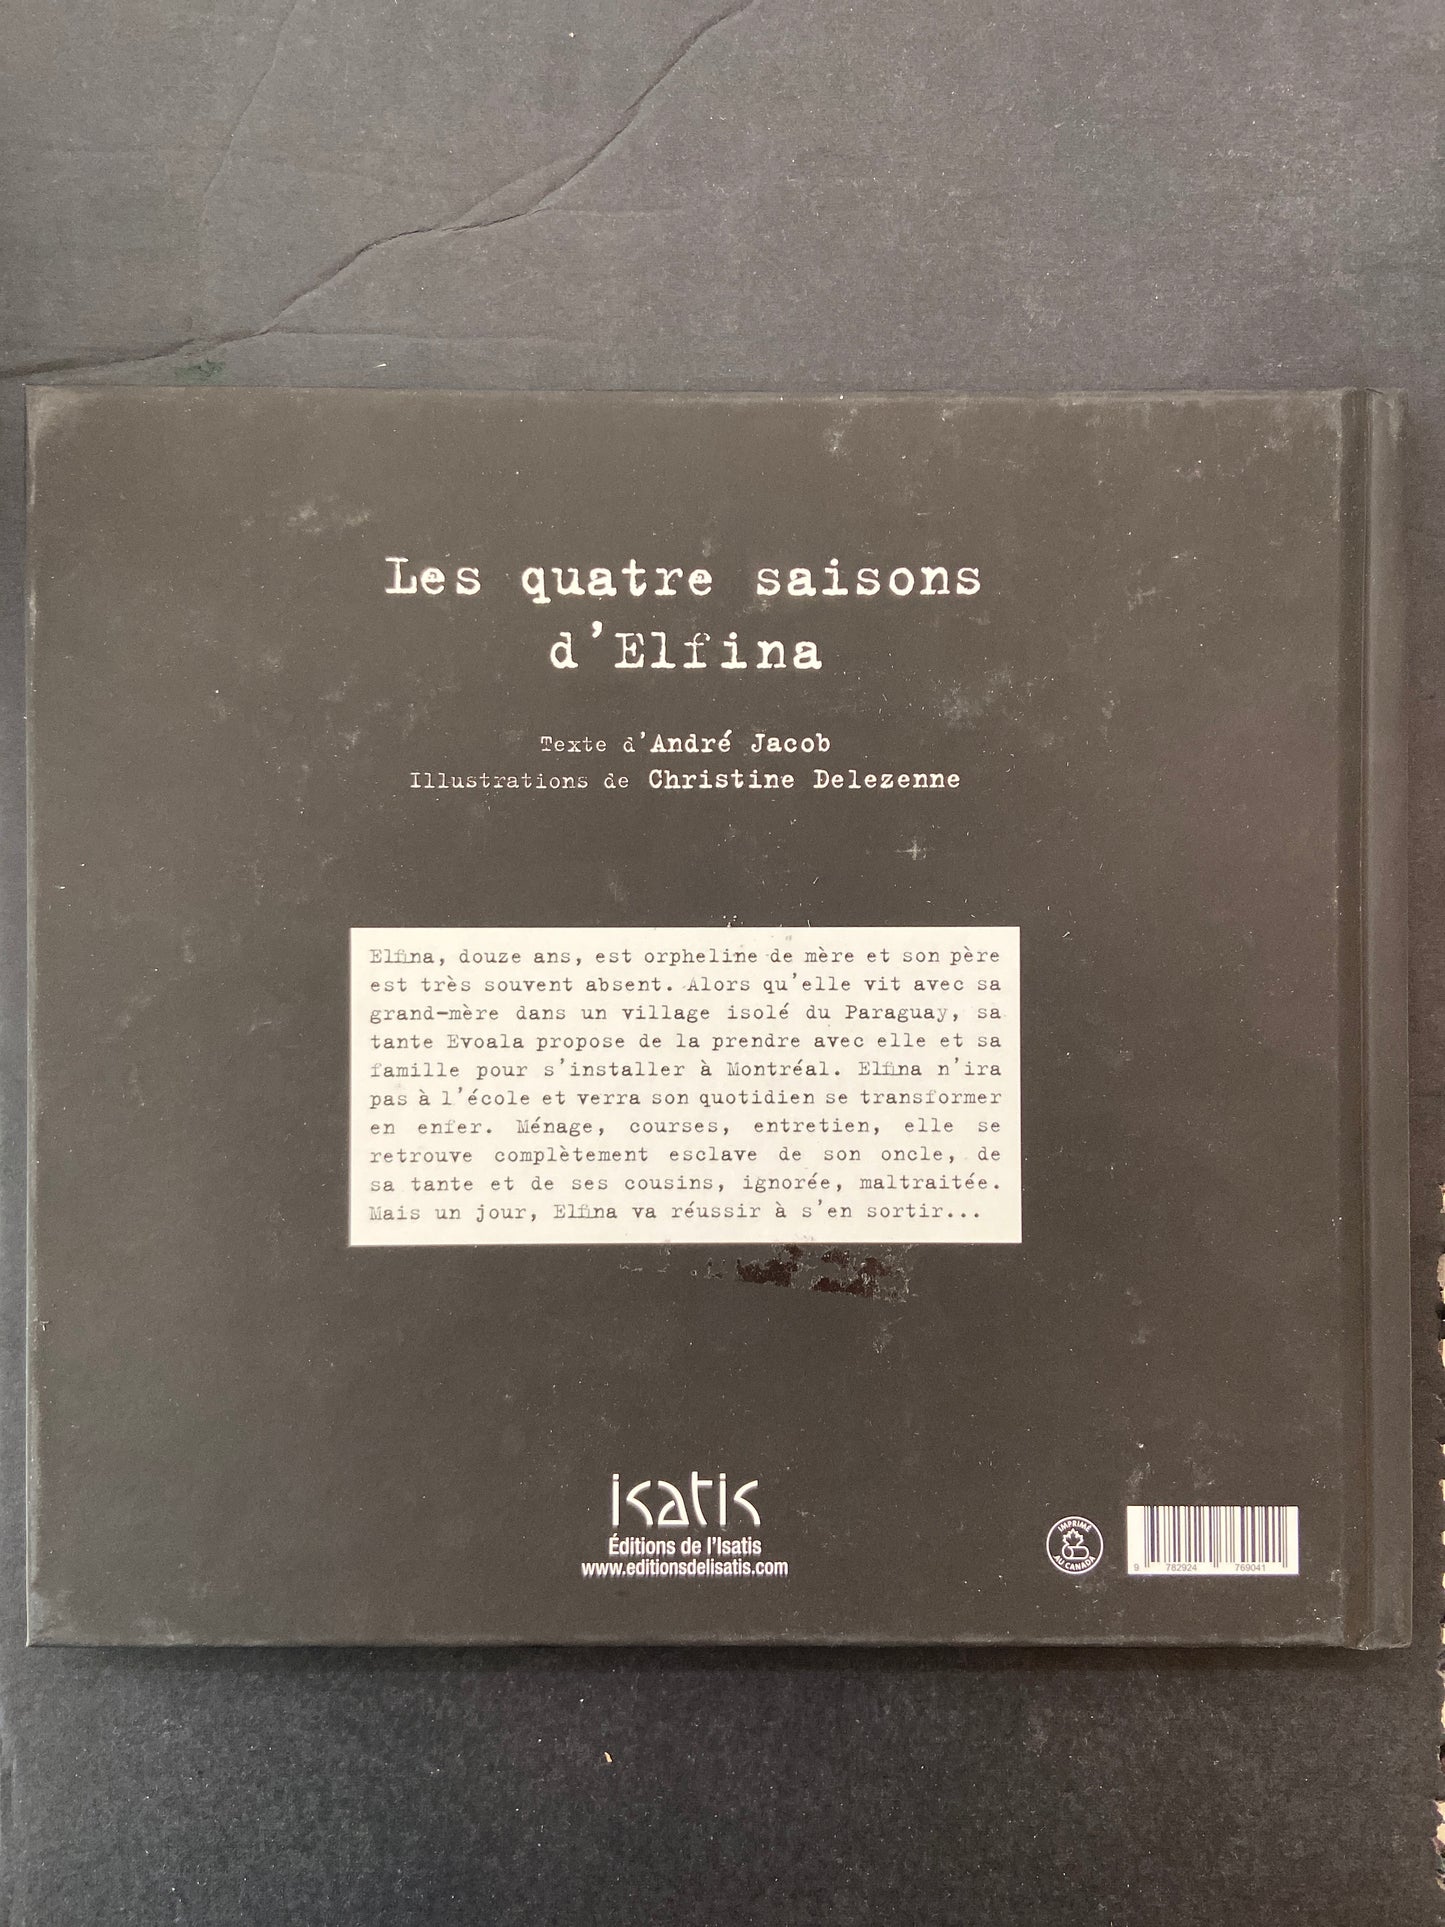 Les quatre saisons
d'Elfina
Texte d'André Jacob
Illustrations de Christine Delezenne
Elfina, douze ans, est orpheline de mère et son père
est très souvent absent. Alors qu'elle vit avec sa
grand-mère dans un village isolé du Paraguay, sa
tante Evoala propose de la prendre avec elle et sa
famille pour s'installer à Montréal. Elfina n'ira
pas à l'école et verra son quotidien se transformer
en enfer. Ménage, courses, entretien, elle se
retrouve complètement esclave de son oncle, de
sa tante et de ses cousins, ignorée, maltraitée.
Mais un jour, Elfina va réussir à s'en sortir...
isatis
Éditions de l'Isatis
www.editionsdelisatis.com
IMPRIMÉ
AU CANADA
9 782924 769041